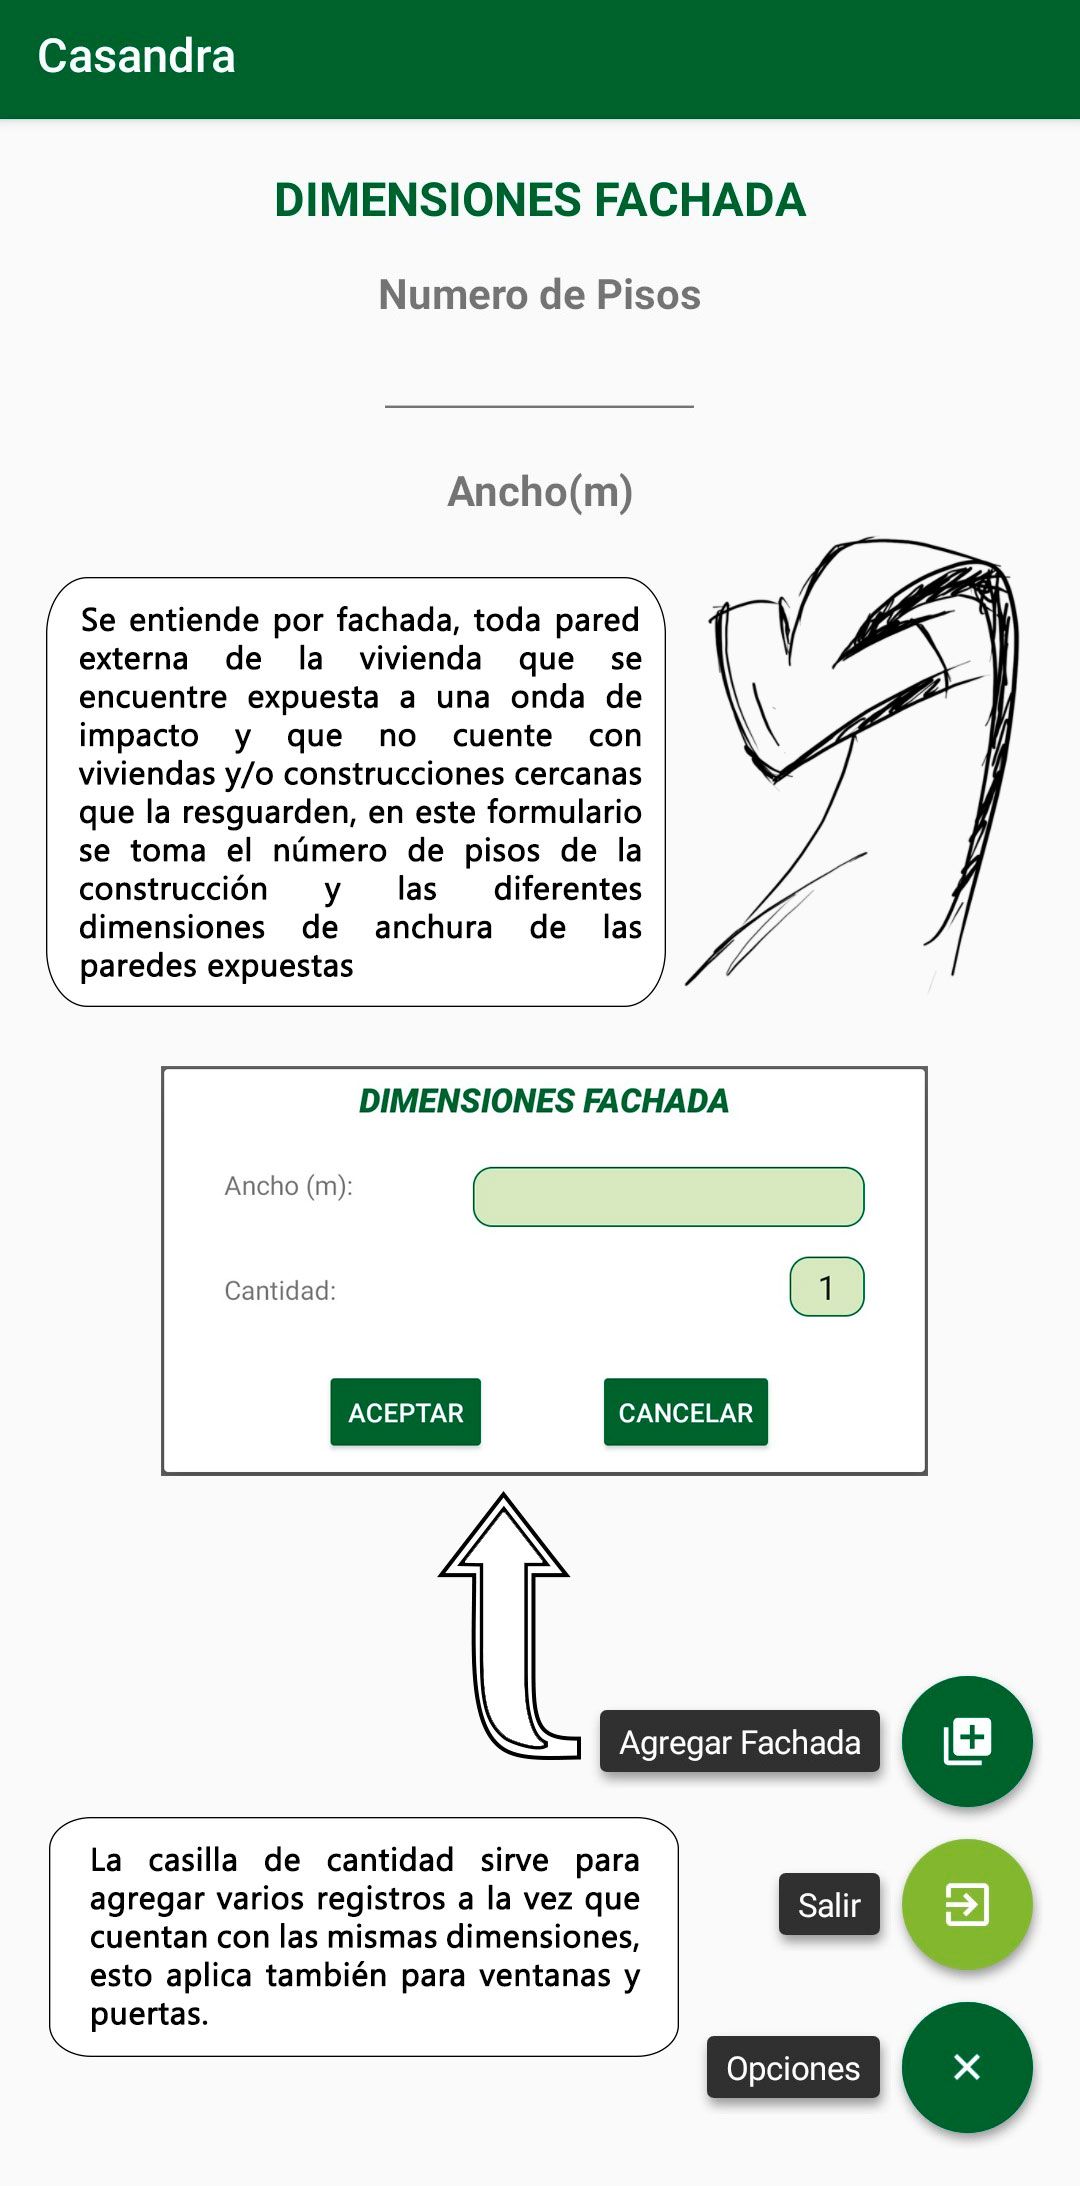 Casandra
DIMENSIONES FACHADA
Numero de Pisos
Ancho(m)
Se entiende por fachada, toda pared
externa de la vivienda que se
encuentre expuesta a una onda de
impacto y que no cuente con
viviendas y/o construcciones cercanas
que la resguarden, en este formulario
se toma el número de pisos de la
construcción y las diferentes
dimensiones de anchura de las
paredes expuestas
DIMENSIONES FACHADA
Ancho (m):
Cantidad:
1
ACEPTAR
CANCELAR
Agregar Fachada
La casilla de cantidad sirve para
agregar varios registros a la vez que
cuentan con las mismas dimensiones,
esto aplica también para ventanas y
puertas.
Salir
Opciones